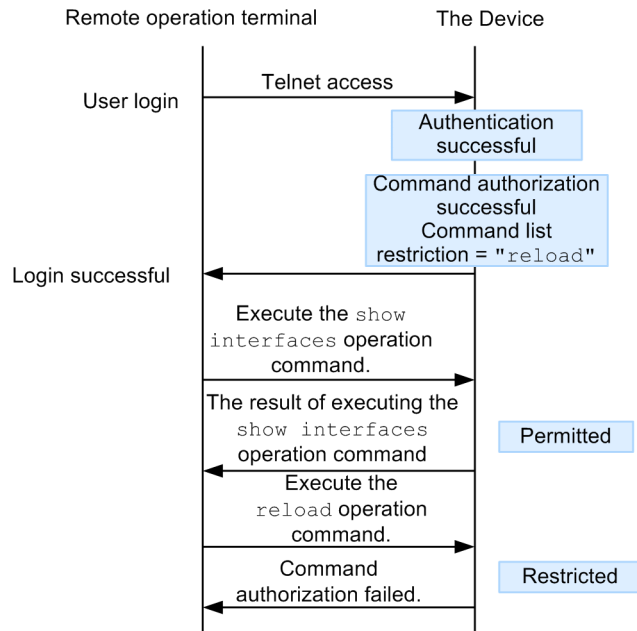 Remote operation terminal
The Device
Telnet access
User login
Authentication
successful
Command authorization
successful
Command list
restriction = "reload"
Login successful
Execute the show
interfaces operation
command.
The result of executing the
show interfaces
operation command
Permitted
Execute the
reload operation
command.
Command
authorization failed.
Restricted